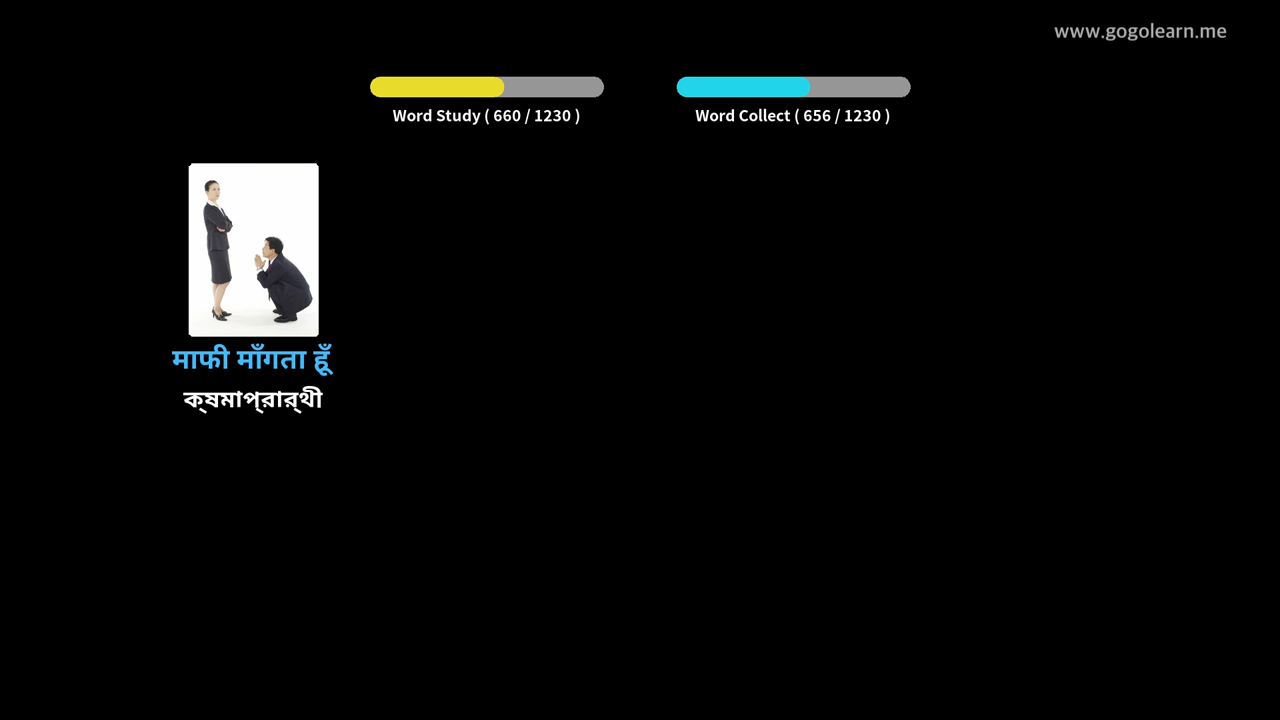 www.gogolearn.me
Word Study ( 660 / 1230 )
Word Collect ( 656 / 1230 )
माफी माँगता हूँ
ক্‌ষমাপ্‌রার্‌থী